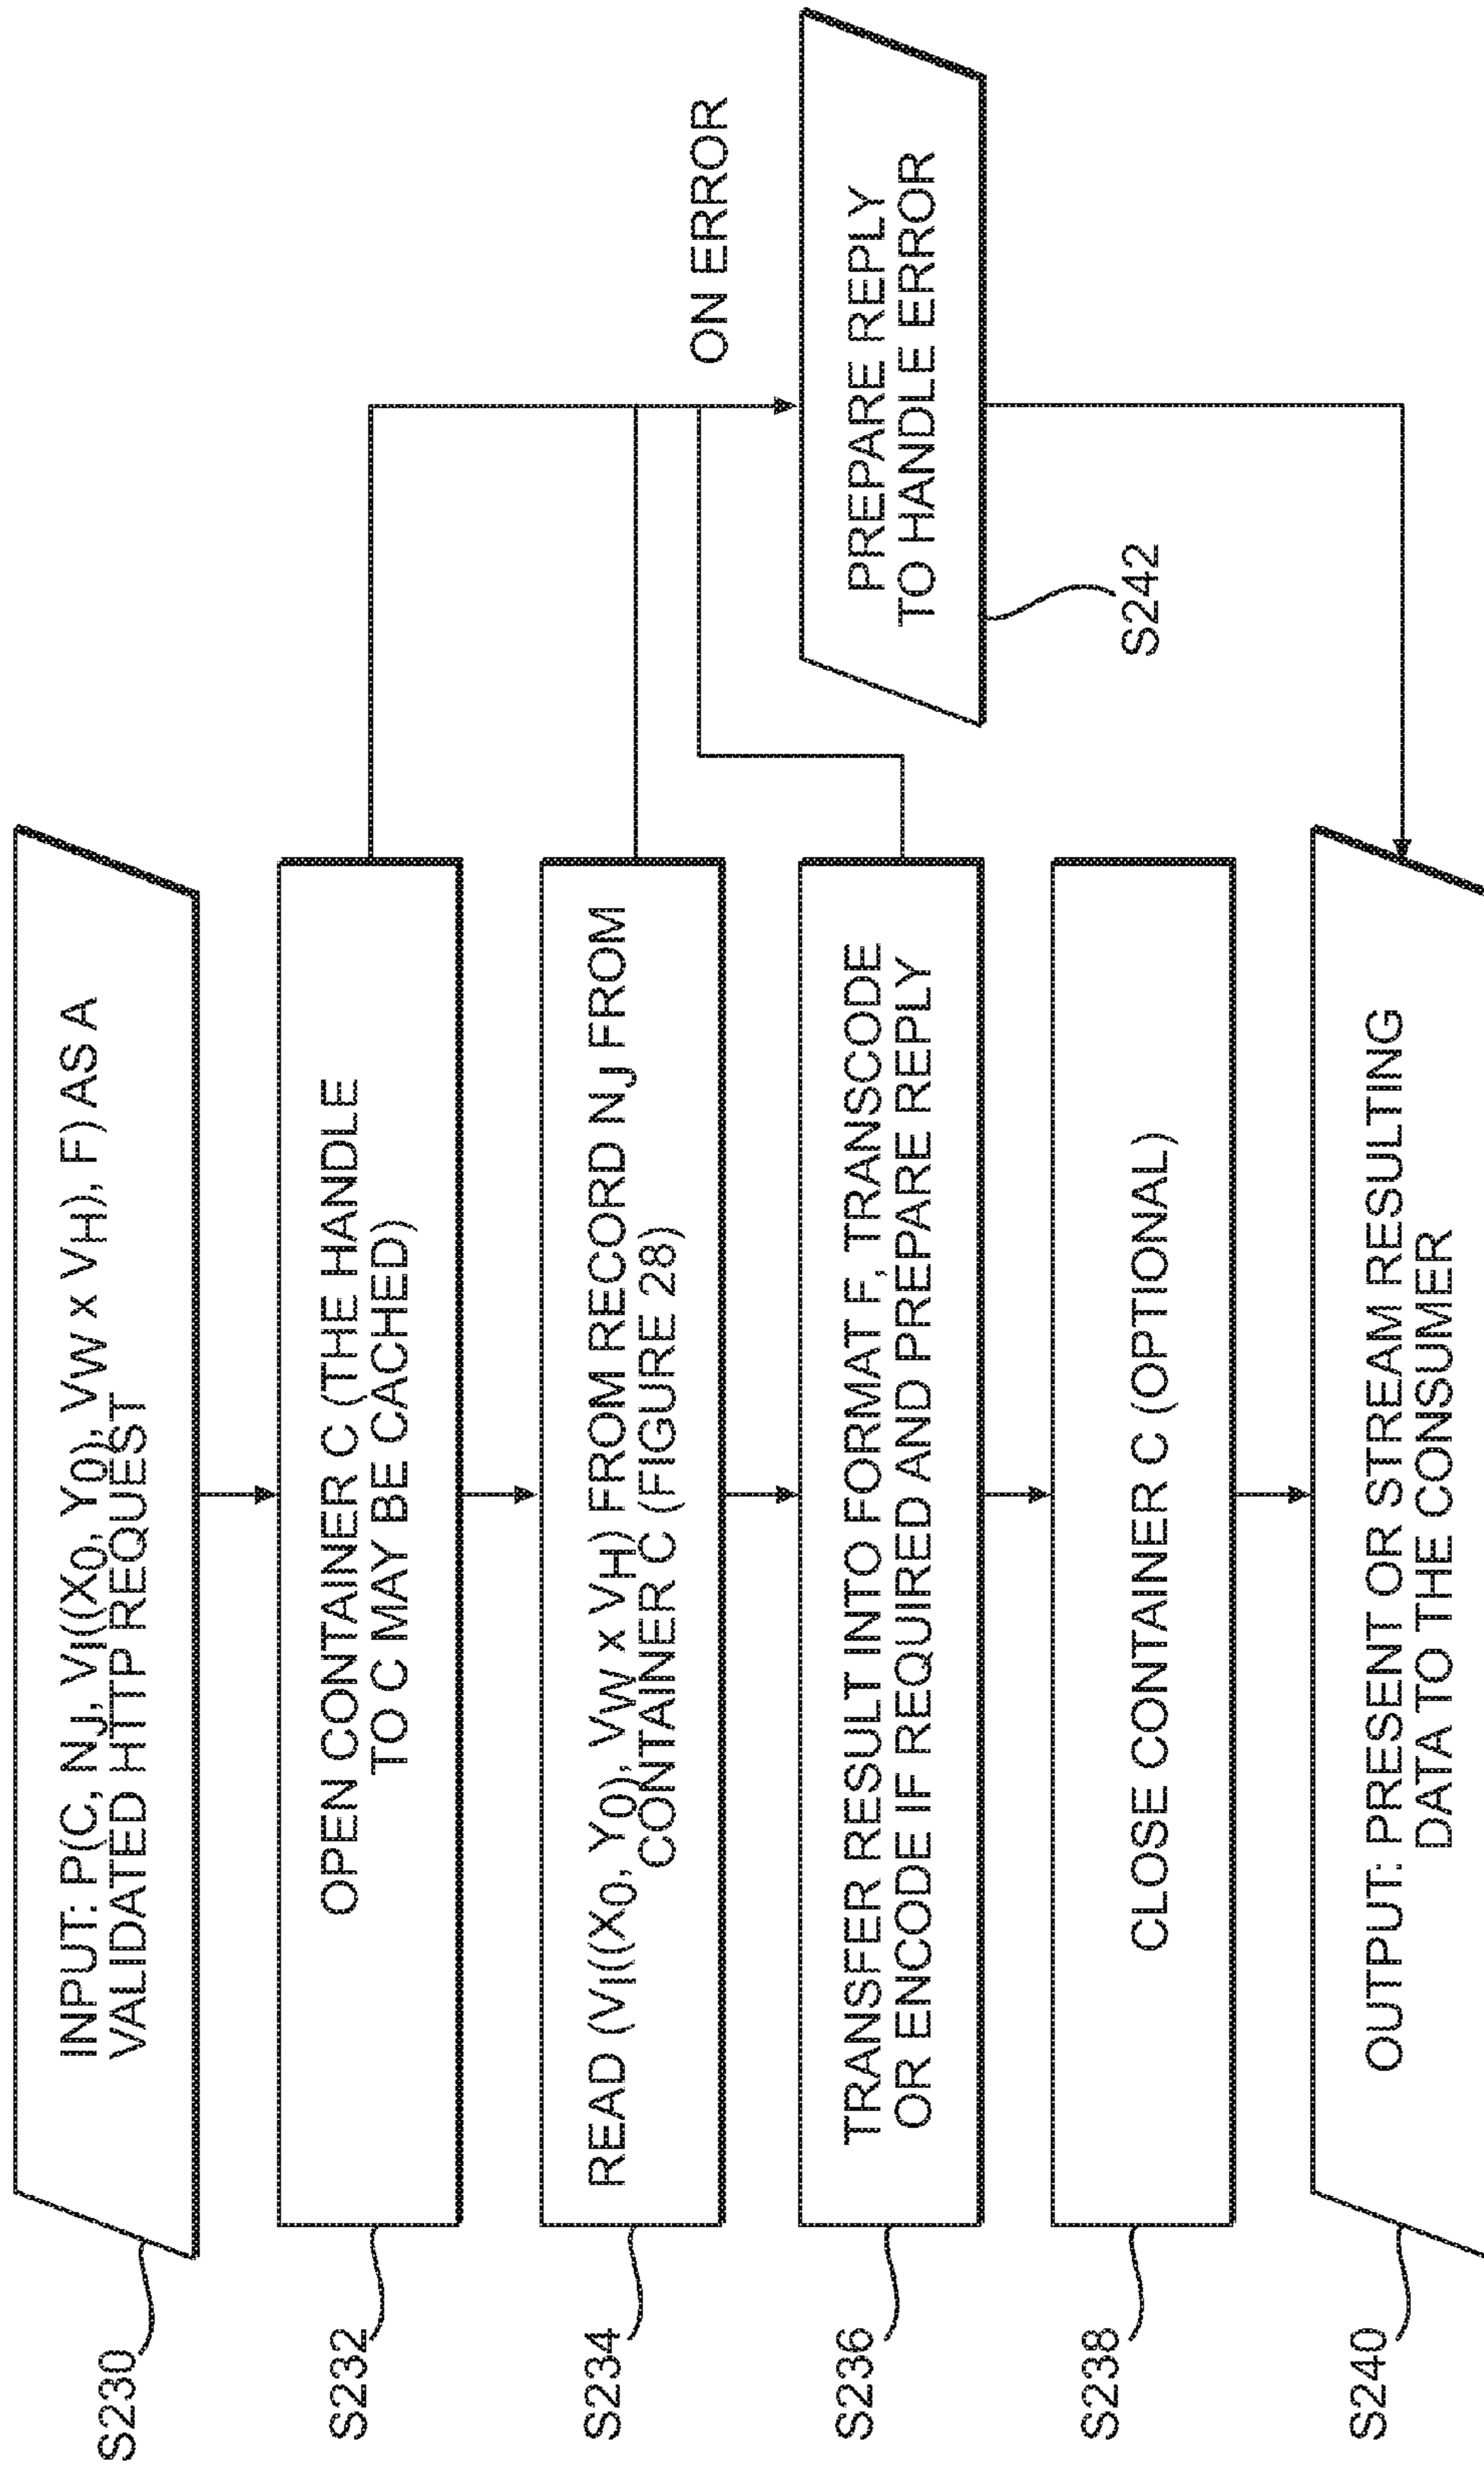 S230
INPUT: P(C, NJ, Vi((X0, Y0), VW x VH), F) AS A
VALIDATED HTTP REQUEST
S232
OPEN CONTAINER C (THE HANDLE
TO C MAY BE CACHED)
S234
READ (Vi((X0, Y0), VW x VH) FROM RECORD NJ FROM
CONTAINER C (FIGURE 28)
ON ERROR
S236
TRANSFER RESULT INTO FORMAT F, TRANSCODE
OR ENCODE IF REQUIRED AND PREPARE REPLY
PREPARE REPLY
TO HANDLE ERROR
S242
S238
CLOSE CONTAINER C (OPTIONAL)
S240
OUTPUT: PRESENT OR STREAM RESULTING
DATA TO THE CONSUMER